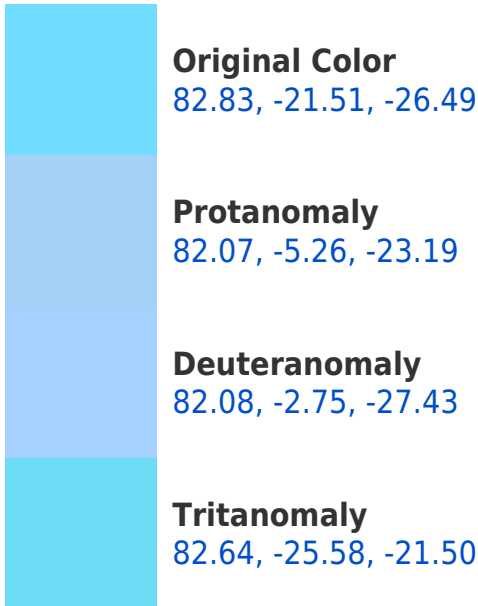 Original Color
82.83, -21.51, -26.49
Protanomaly
82.07, -5.26, -23.19
Deuteranomaly
82.08, -2.75, -27.43
Tritanomaly
82.64, -25.58, -21.50